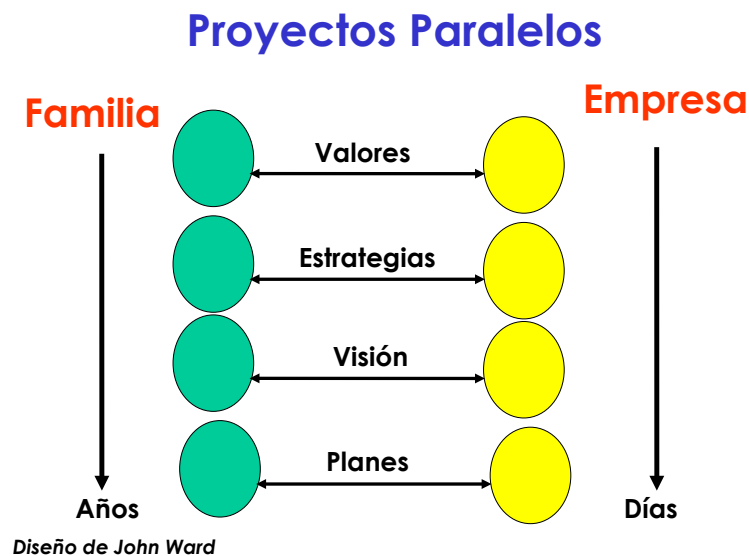 Proyectos Paralelos
Familia
Empresa
Valores
Estrategias
Visión
Planes
Años
Días
Diseño de John Ward